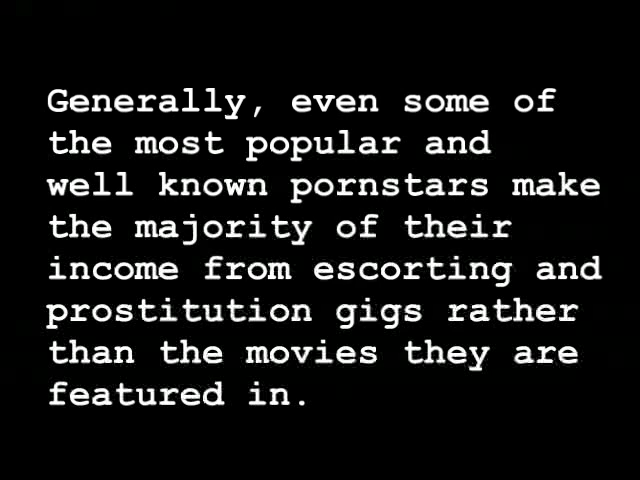 Generally, even some of
the most popular and
well known pornstars make
the majority of their
income from escorting and
prostitution gigs rather
than the movies they are
featured in.